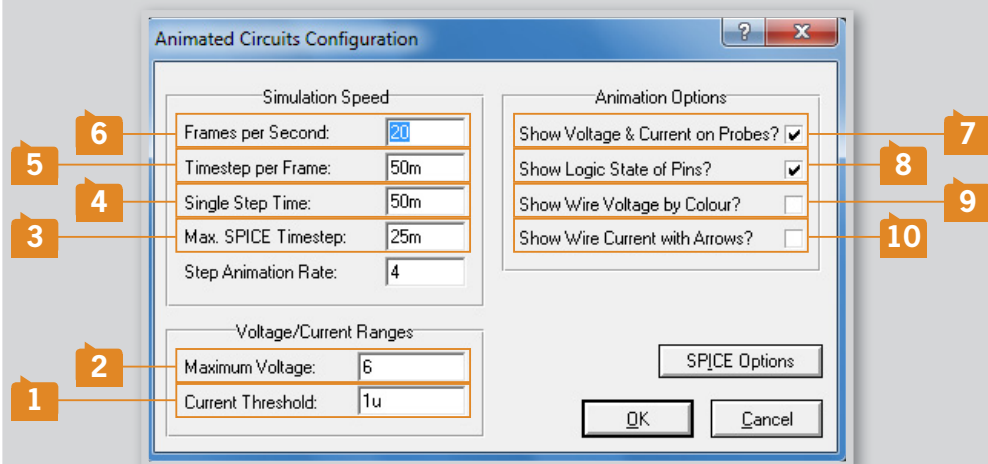 Animated Circuits Configuration
?
Simulation Speed
6
Frames per Second: 20
5
Timestep per Frame: 50m
4
Single Step Time: 50m
3
Max. SPICE Timestep: 25m
Step Animation Rate: 4
Voltage/Current Ranges
2
Maximum Voltage: 6
1
Current Threshold: 1u
Animation Options
Show Voltage & Current on Probes?
7
Show Logic State of Pins?
8
Show Wire Voltage by Colour?
9
Show Wire Current with Arrows?
10
SPICE Options
OK
Cancel